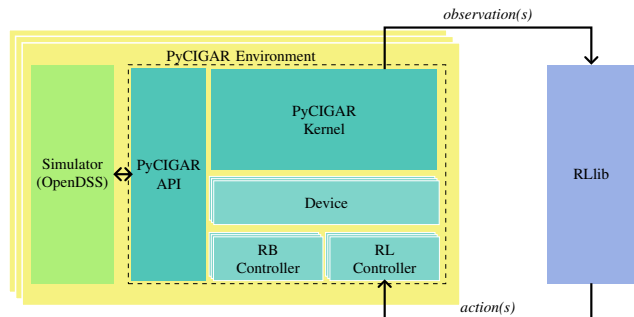 observation(s)
PyCIGAR Environment
Simulator
(OpenDSS)
PyCIGAR
API
PyCIGAR
Kernel
Device
RB
Controller
RL
Controller
RLlib
action(s)